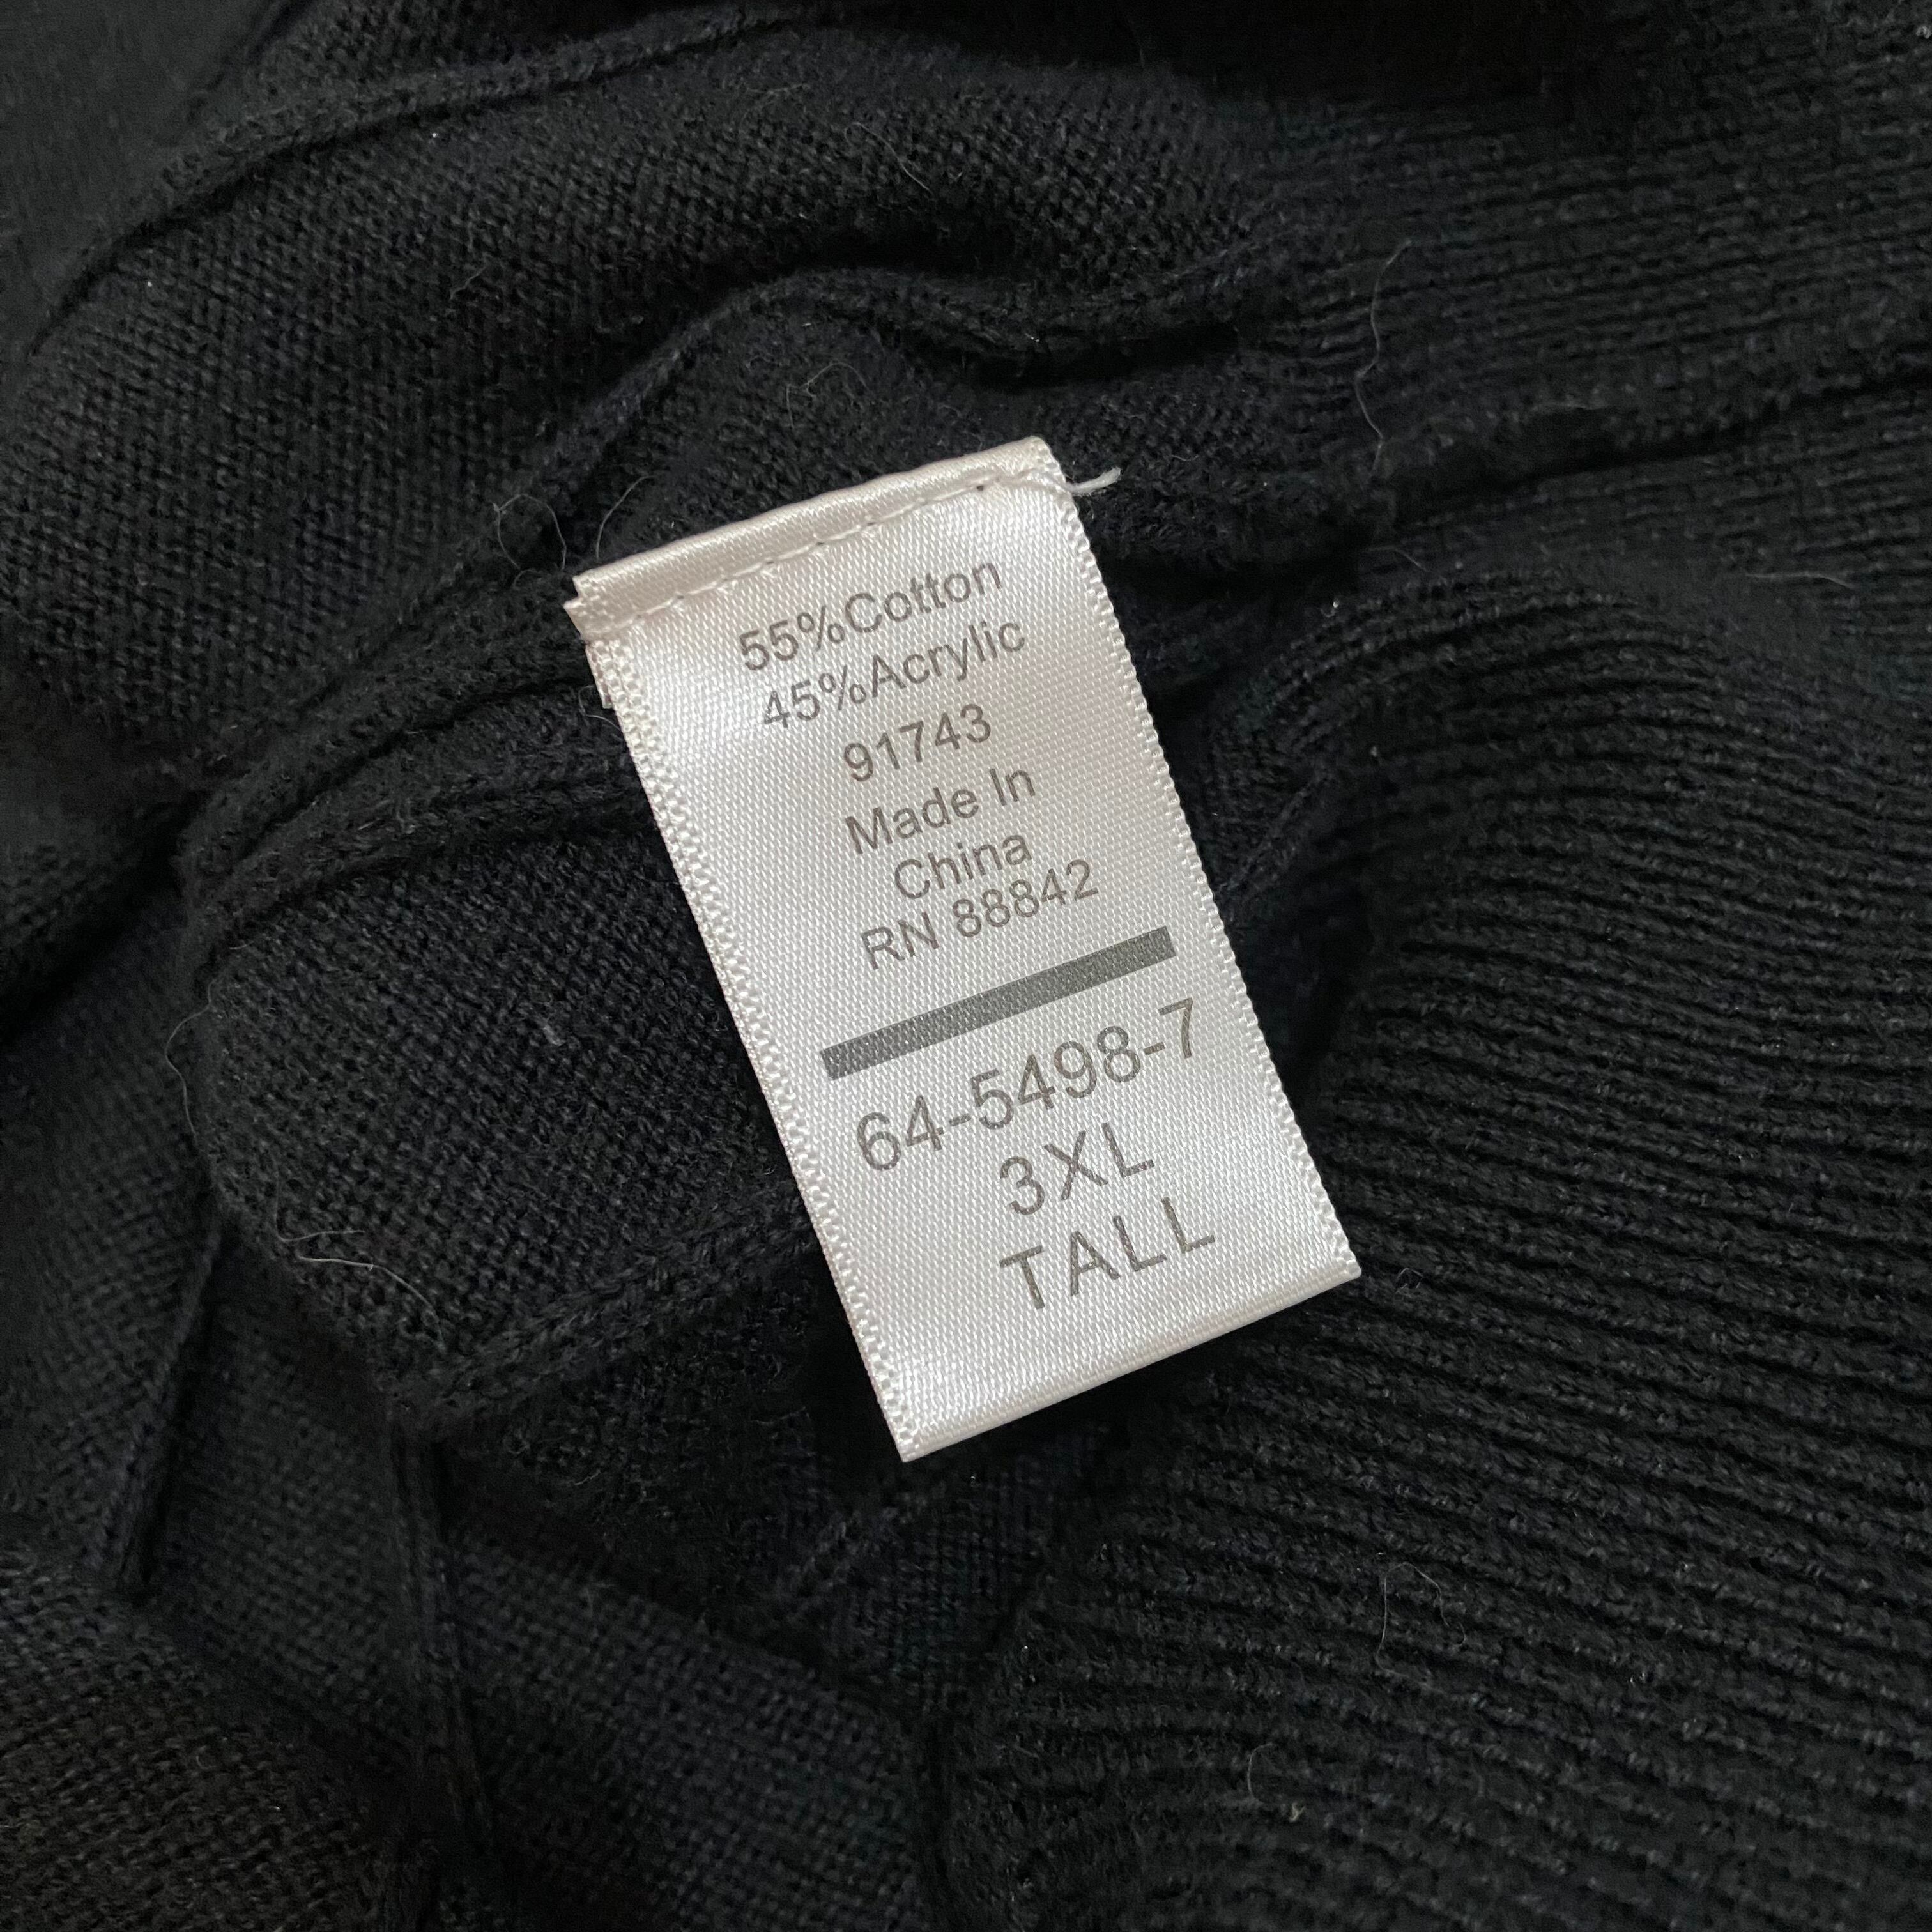 55%Cotton
45%Acrylic
91743
Made In
China
RN 88842
64-5498-7
3XL
TALL